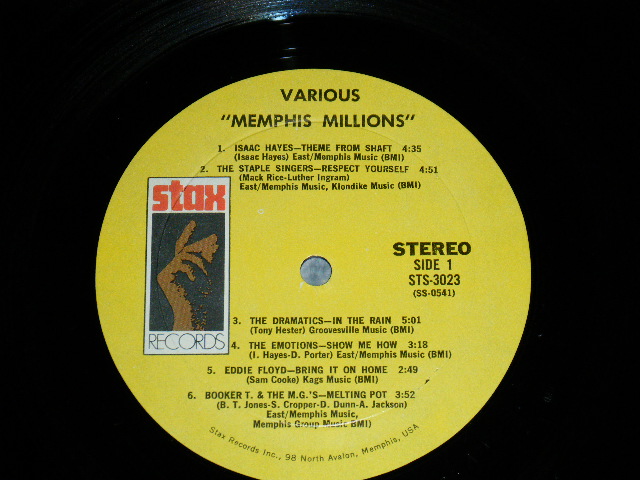 VARIOUS
"MEMPHIS MILLIONS"
1. ISAAC HAYES—THEME FROM SHAFT 4:35
(Isaac Hayes) East/Memphis Music (BMI)
2. THE STAPLE SINGERS—RESPECT YOURSELF 4:51
(Mack Rice-Luther Ingram)
East/Memphis Music, Klondike Music (BMI)
stax
RECORDS
STEREO
SIDE 1
STS-3023
(SS-0541)
3. THE DRAMATICS—IN THE RAIN 5:01
(Tony Hester) Groovesville Music (BMI)
4. THE EMOTIONS—SHOW ME HOW 3:18
(I. Hayes-D. Porter) East/Memphis Music (BMI)
5. EDDIE FLOYD—BRING IT ON HOME 2:49
(Sam Cooke) Kags Music (BMI)
6. BOOKER T. & THE M.G.'S—MELTING POT 3:52
(B. T. Jones-S. Cropper-D. Dunn-A. Jackson)
East/Memphis Music,
Memphis Group Music BMI)
Stax Records Inc., 98 North Avalon, Memphis, USA